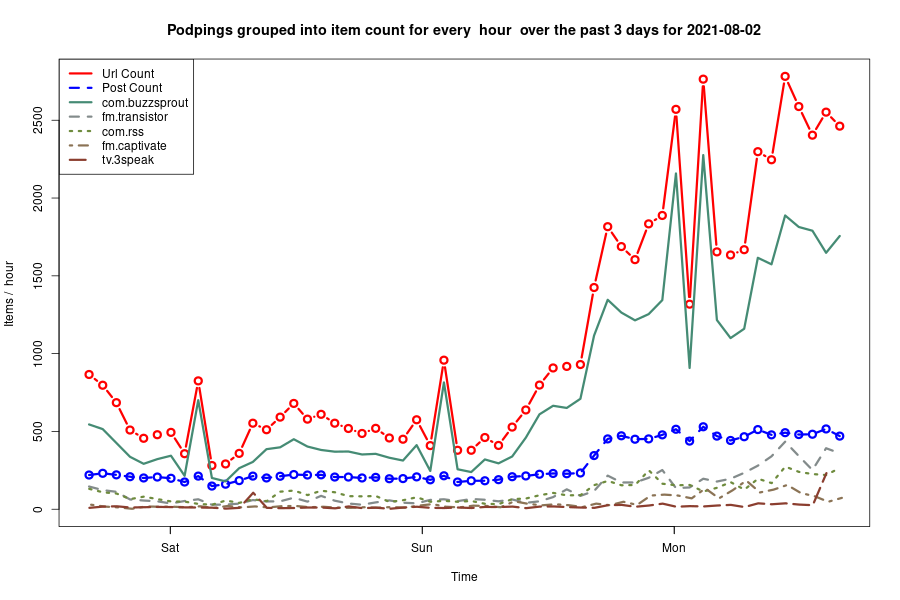 Podpings grouped into item count for every  hour  over the past 3 days for 2021-08-02
Url Count
Post Count
com.buzzsprout
fm.transistor
com.rss
fm.captivate
tv.3speak
Items /  hour
2500
2000
1500
1000
500
0
Sat
Sun
Mon
Time